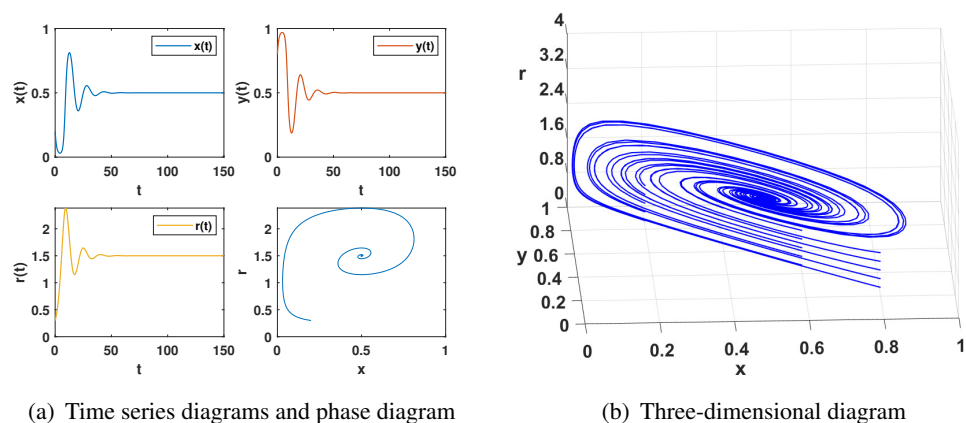 1
0.5
0
x(t)
x(t)
0 50 100 150
t
1
0.5
0
y(t)
y(t)
0 50 100 150
t
1.5
1
0.5
0
r(t)
r(t)
0 50 100 150
t
2
1.5
1
0.5
0
r
0 0.5 1
x
(a) Time series diagrams and phase diagram
4
3.2
2.4
1.6
0.8
0
r
1
0.8
0.6
0.4
0.2
0
y
0 0.2 0.4 0.6 0.8 1
x
(b) Three-dimensional diagram